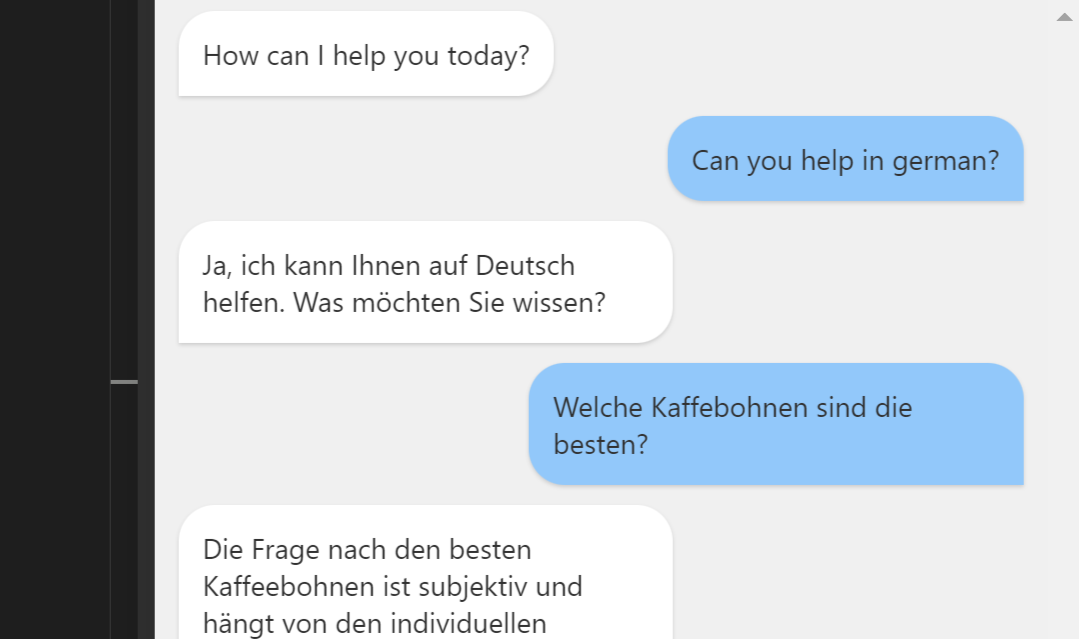 How can I help you today?
Can you help in german?
Ja, ich kann Ihnen auf Deutsch
helfen. Was möchten Sie wissen?
Welche Kaffebohnen sind die
besten?
Die Frage nach den besten
Kaffeebohnen ist subjektiv und
hängt von den individuellen